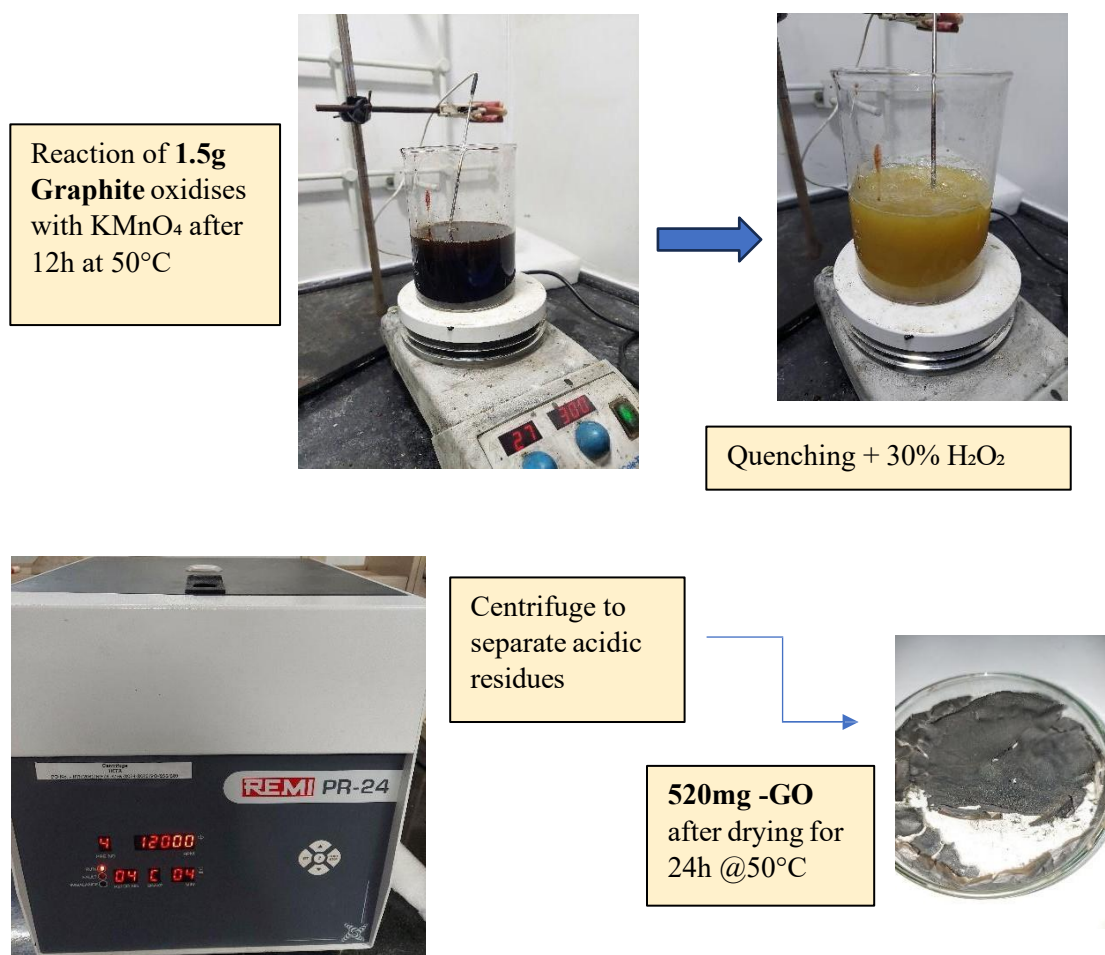 Reaction of 1.5g
Graphite oxidises
with KMnO₄ after
12h at 50°C
27 300
Quenching + 30% H₂O₂
Centrifuge to
separate acidic
residues
REMI PR-24
4 12000
04 C 04
520mg -GO
after drying for
24h @50°C